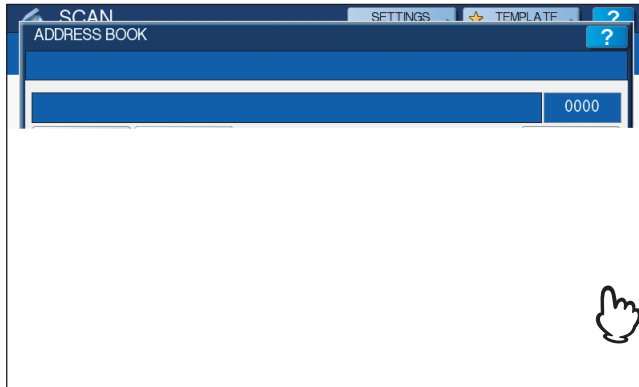 SCAN SETTINGS TEMPLATE ?
ADDRESS BOOK ?
0000